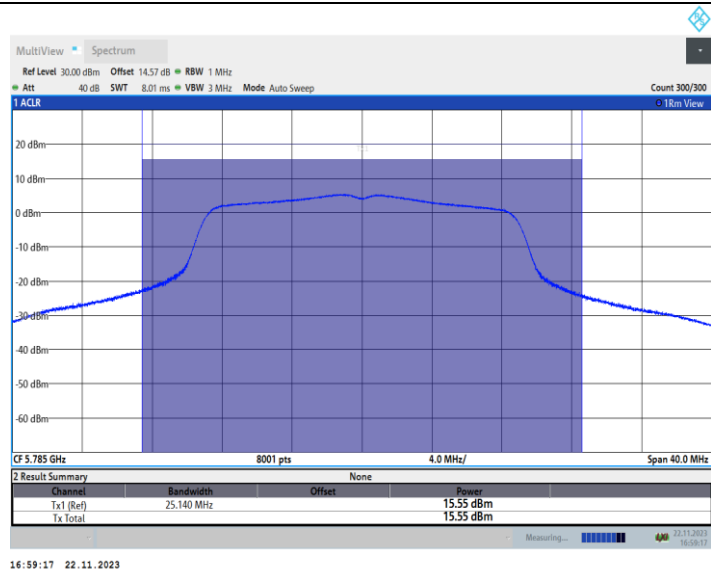 MultiView Spectrum
Ref Level 30.00 dBm Offset 14.57 dB RBW 1 MHz
Att 40 dB SWT 8.01 ms VBW 3 MHz Mode Auto Sweep Count 300/300
1 ACLR 1Rm View
20 dBm
10 dBm
0 dBm
-10 dBm
-20 dBm
-30 dBm
-40 dBm
-50 dBm
-60 dBm
CF 5.785 GHz 8001 pts 4.0 MHz/ Span 40.0 MHz
2 Result Summary None
Channel Bandwidth Offset Power
Tx1 (Ref) 25.140 MHz 15.55 dBm
Tx Total 15.55 dBm
Measuring... 22.11.2023
16:59:17
16:59:17 22.11.2023